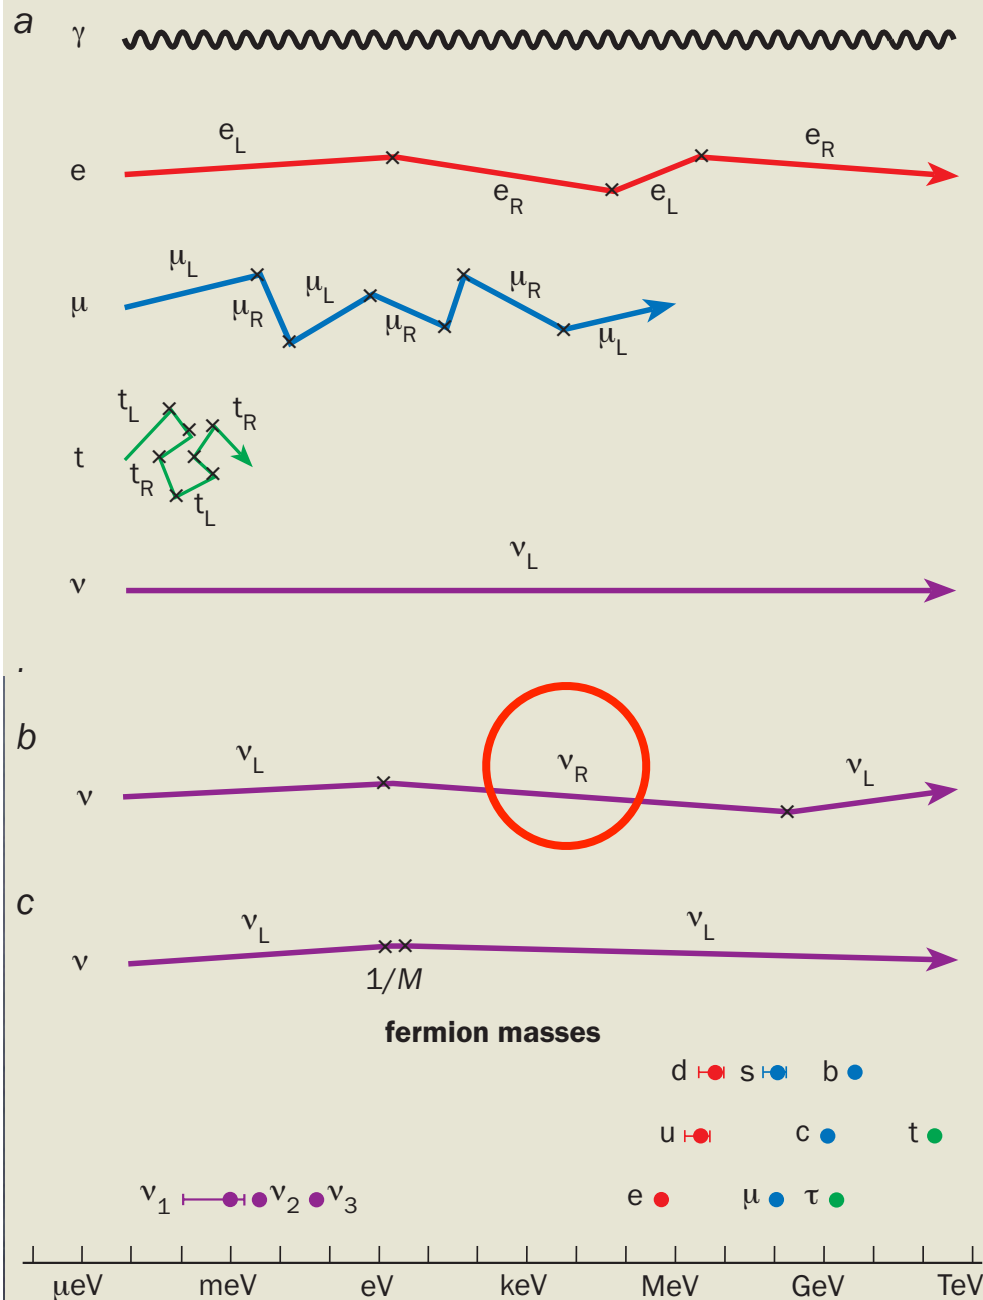 a
γ
e_L
e_R
e
e_R
e_L
μ_L
μ_L
μ_R
μ
μ_R
μ_R
μ_L
t_L
t_R
t
t_R
t_L
ν_L
ν
.
b
ν_L
ν_R
ν_L
ν
c
ν_L
ν_L
ν
1/M
fermion masses
d s b
u c t
ν_1 ν_2 ν_3 e μ τ
μeV meV eV keV MeV GeV TeV